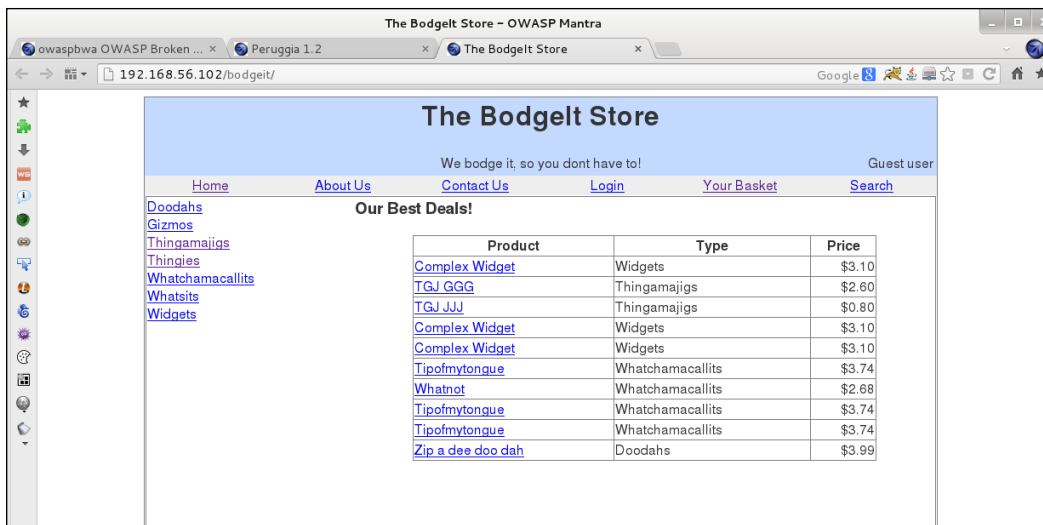 The BodgeIt Store - OWASP Mantra
owaspbwa OWASP Broken ... × Peruggia 1.2 × The BodgeIt Store ×
192.168.56.102/bodgeit/ Google
The BodgeIt Store
We bodge it, so you dont have to! Guest user
Home About Us Contact Us Login Your Basket Search
Doodahs
Gizmos
Thingamajigs
Thingies
Whatchamacallits
Whatsits
Widgets
Our Best Deals!
Product Type Price
Complex Widget Widgets $3.10
TGJ GGG Thingamajigs $2.60
TGJ JJJ Thingamajigs $0.80
Complex Widget Widgets $3.10
Complex Widget Widgets $3.10
Tipofmytongue Whatchamacallits $3.74
Whatnot Whatchamacallits $2.68
Tipofmytongue Whatchamacallits $3.74
Tipofmytongue Whatchamacallits $3.74
Zip a dee doo dah Doodahs $3.99